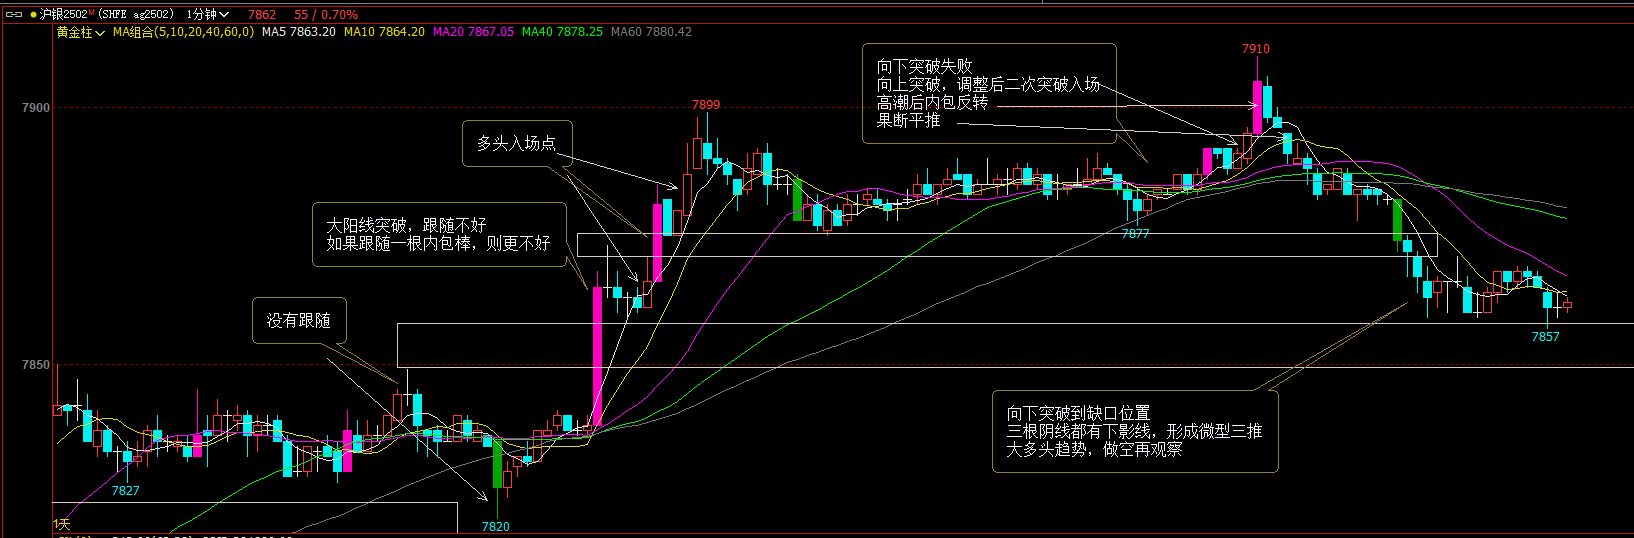 沪银2502M(SHFE ag2502) 1分钟 7862 55 / 0.70%
黄金柱 MA组合(5,10,20,40,60,0) MA5 7863.20 MA10 7864.20 MA20 7867.05 MA40 7878.25 MA60 7880.42
7910
向下突破失败
向上突破，调整后二次突破入场
高潮后内包反转
果断平推
7900
7899
多头入场点
大阳线突破，跟随不好
如果跟随一根内包棒，则更不好
7877
没有跟随
7857
7850
向下突破到缺口位置
三根阴线都有下影线，形成微型三推
大多头趋势，做空再观察
7827
7820
1天